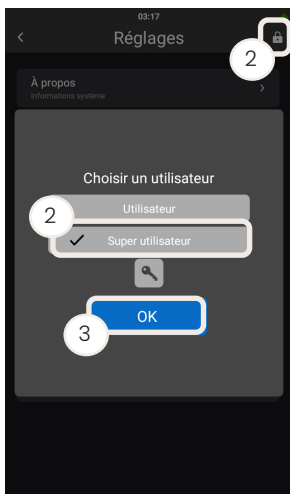 03:17
Réglages
2
À propos
Informations système
Choisir un utilisateur
Utilisateur
2
Super utilisateur
OK
3